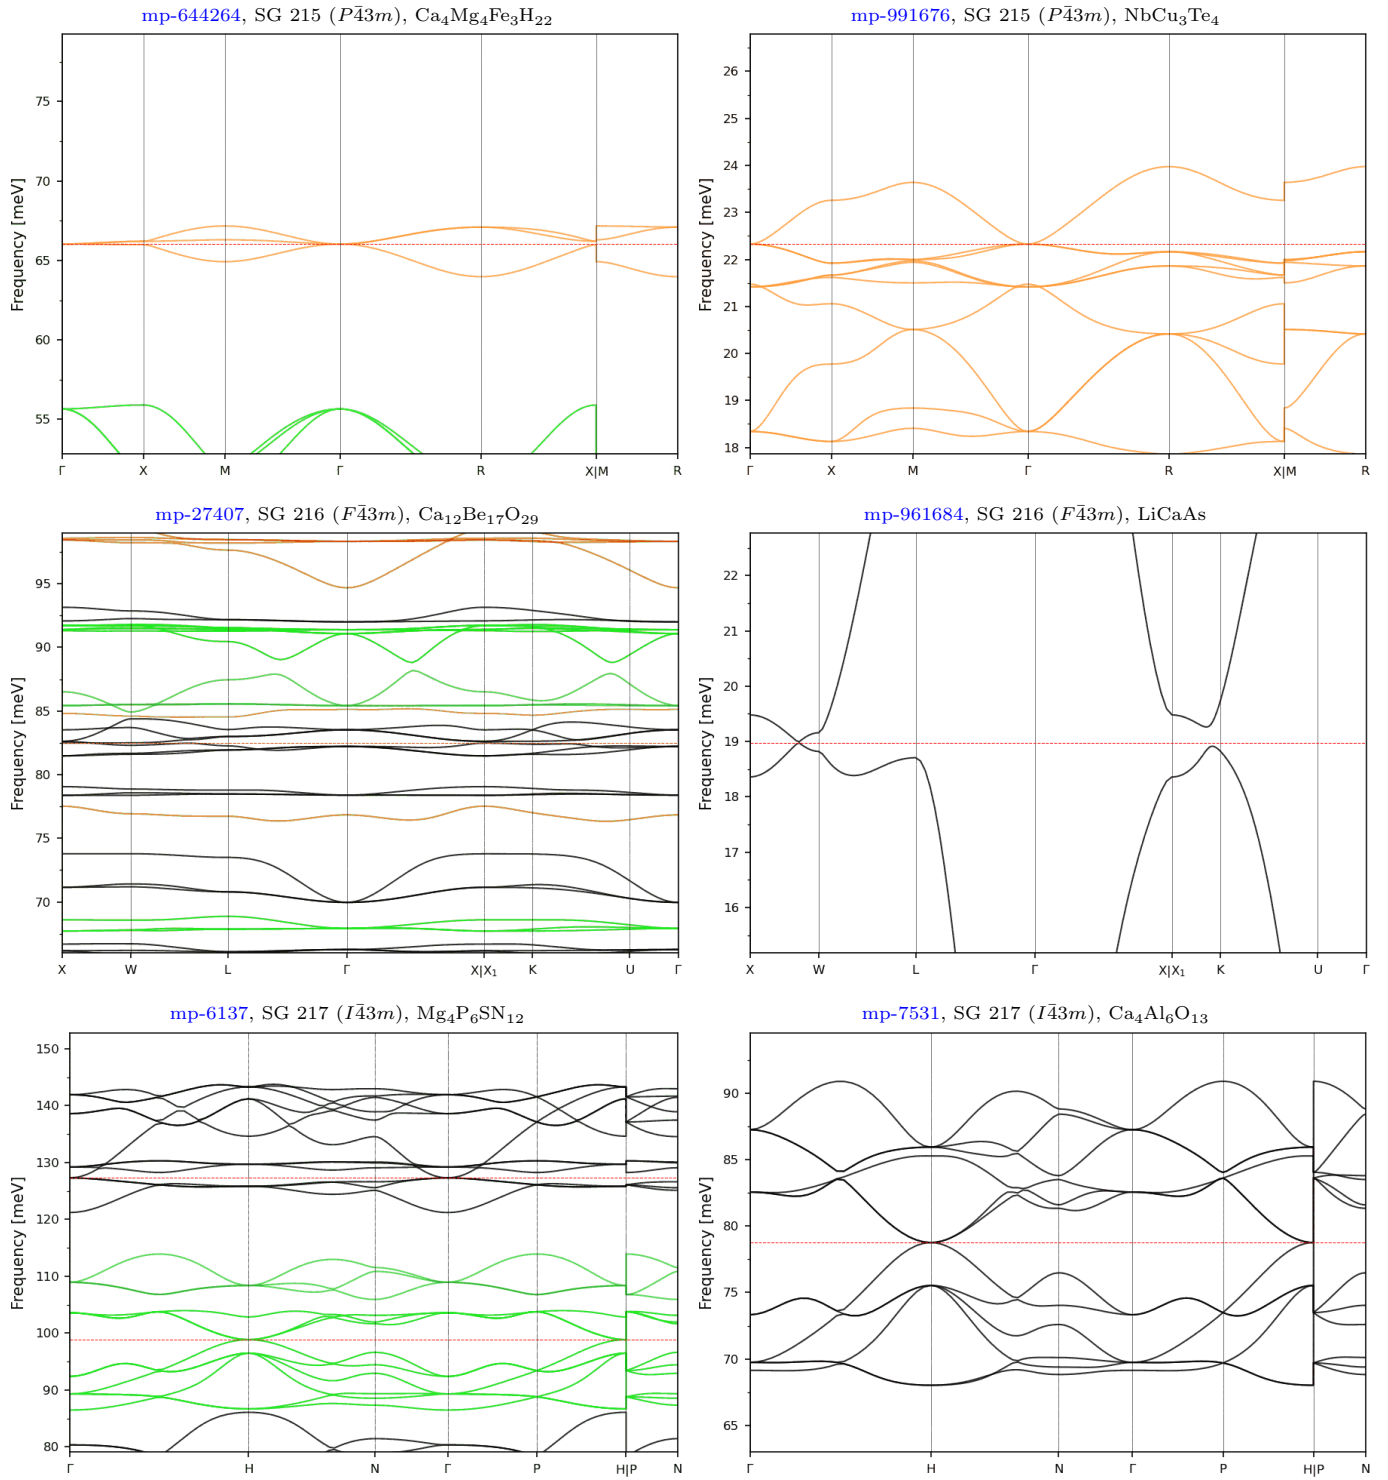 mp-644264, SG 215 (P4̄3m), Ca₄Mg₄Fe₃H₂₂
Frequency [meV]
75
70
65
60
55
Γ X M Γ R X|M R
mp-991676, SG 215 (P4̄3m), NbCu₃Te₄
Frequency [meV]
26
25
24
23
22
21
20
19
18
Γ X M Γ R X|M R
mp-27407, SG 216 (F4̄3m), Ca₁₂Be₁₇O₂₉
Frequency [meV]
95
90
85
80
75
70
X W L Γ X|X₁ K U Γ
mp-961684, SG 216 (F4̄3m), LiCaAs
Frequency [meV]
22
21
20
19
18
17
16
X W L Γ X|X₁ K U Γ
mp-6137, SG 217 (I4̄3m), Mg₄P₆SN₁₂
Frequency [meV]
150
140
130
120
110
100
90
80
Γ H N Γ P H|P N
mp-7531, SG 217 (I4̄3m), Ca₄Al₆O₁₃
Frequency [meV]
90
85
80
75
70
65
Γ H N Γ P H|P N